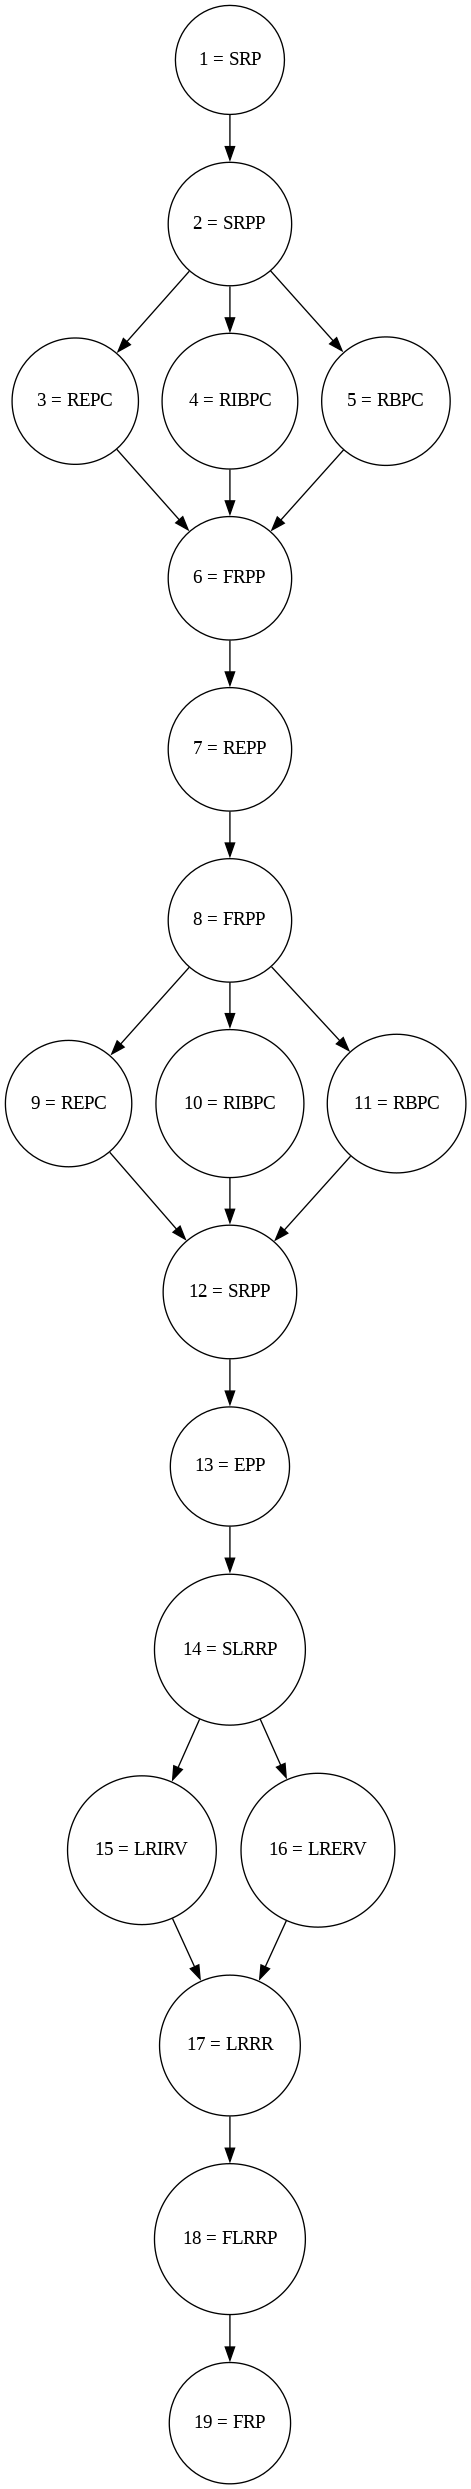 1 = SRP
2 = SRPP
3 = REPC
4 = RIBPC
5 = RBPC
6 = FRPP
7 = REPP
8 = FRPP
9 = REPC
10 = RIBPC
11 = RBPC
12 = SRPP
13 = EPP
14 = SLRRP
15 = LRIRV
16 = LRERV
17 = LRRR
18 = FLRRP
19 = FRP